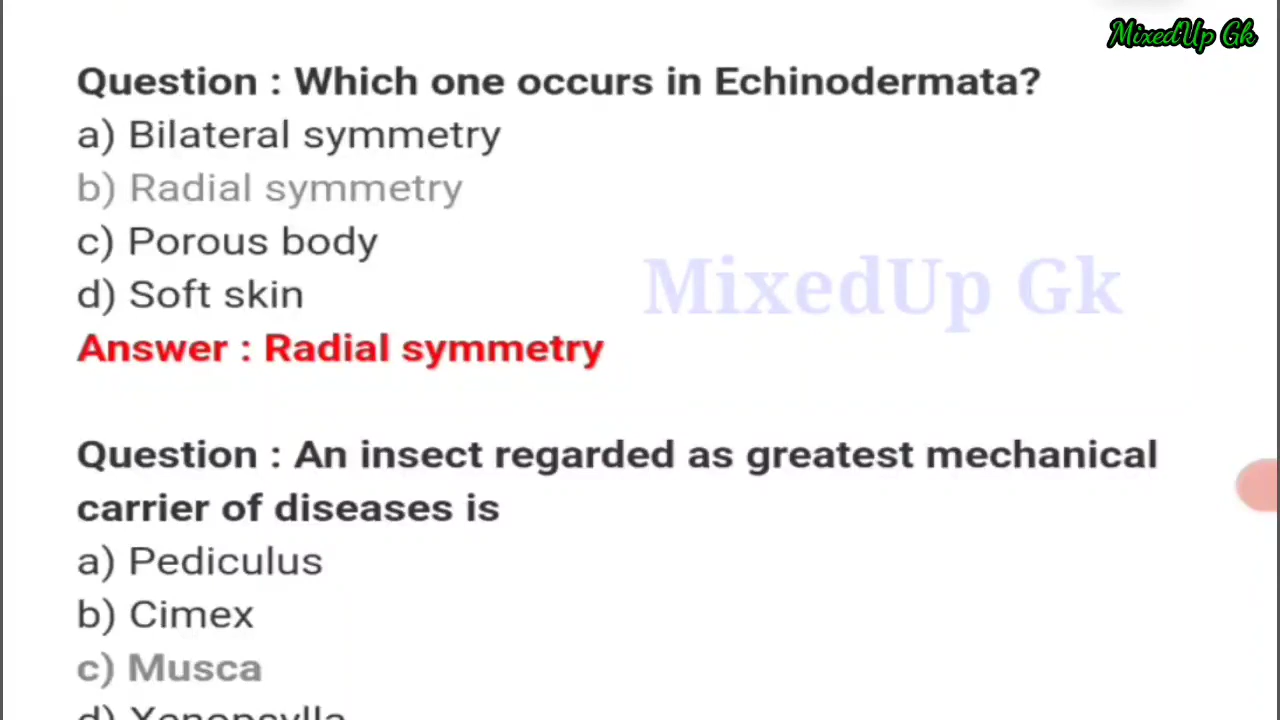 MixedUp Gk
Question : Which one occurs in Echinodermata?
a) Bilateral symmetry
b) Radial symmetry
c) Porous body
d) Soft skin
MixedUp Gk
Answer : Radial symmetry
Question : An insect regarded as greatest mechanical
carrier of diseases is
a) Pediculus
b) Cimex
c) Musca
d) Xenopsylla